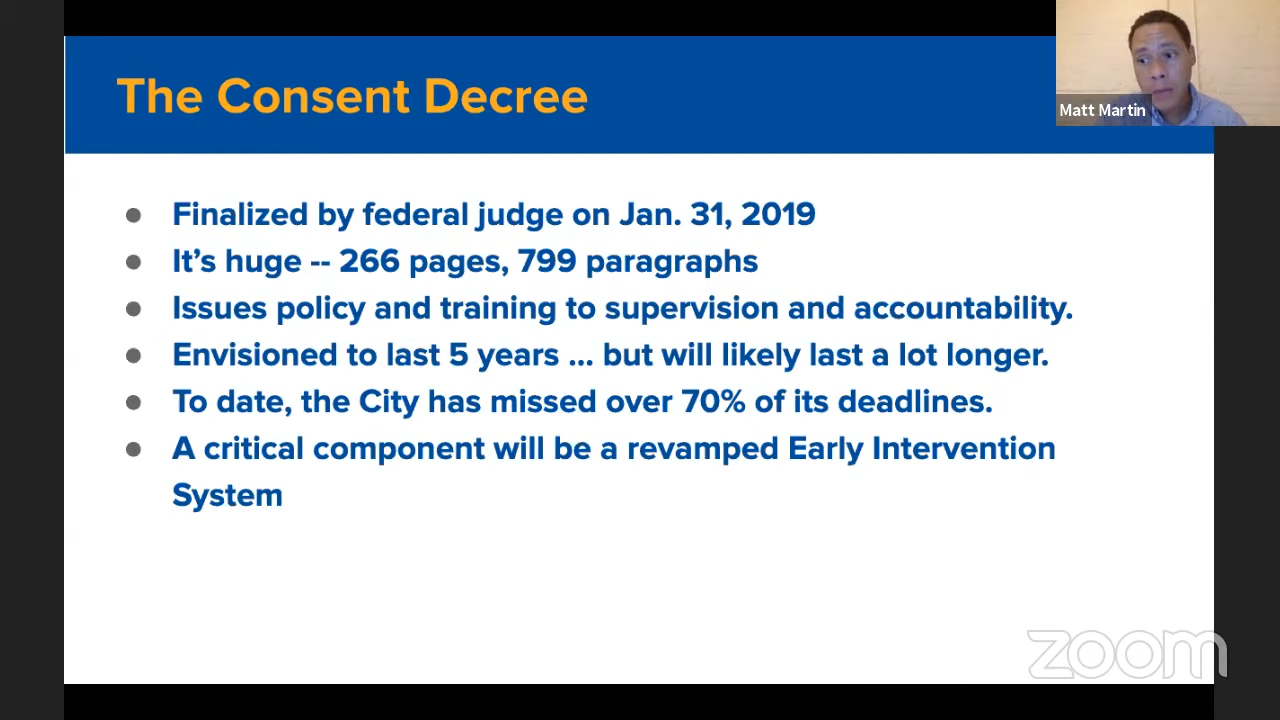 The Consent Decree
Matt Martin
● Finalized by federal judge on Jan. 31, 2019
● It’s huge -- 266 pages, 799 paragraphs
● Issues policy and training to supervision and accountability.
● Envisioned to last 5 years ... but will likely last a lot longer.
● To date, the City has missed over 70% of its deadlines.
● A critical component will be a revamped Early Intervention
System
zoom